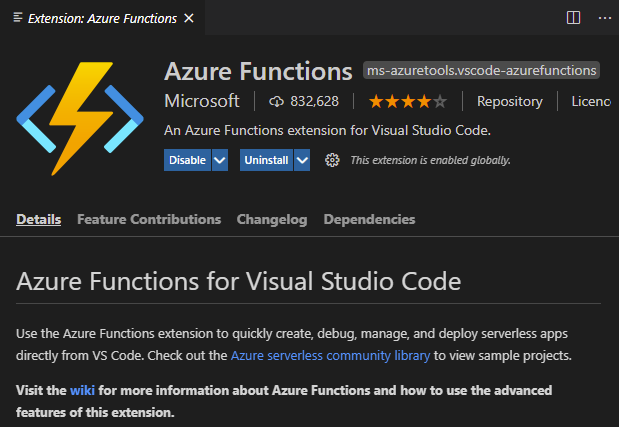 Extension: Azure Functions
Azure Functions ms-azuretools.vscode-azurefunctions
Microsoft 832,628 Repository Licenc
An Azure Functions extension for Visual Studio Code.
Disable Uninstall This extension is enabled globally.
Details Feature Contributions Changelog Dependencies
Azure Functions for Visual Studio Code
Use the Azure Functions extension to quickly create, debug, manage, and deploy serverless apps
directly from VS Code. Check out the Azure serverless community library to view sample projects.
Visit the wiki for more information about Azure Functions and how to use the advanced
features of this extension.